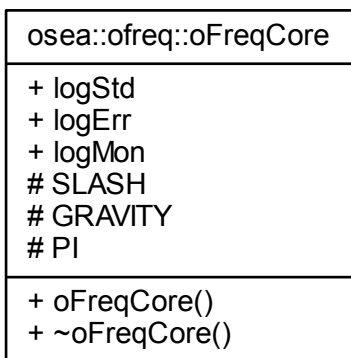 osea::ofreq::oFreqCore
+ logStd
+ logErr
+ logMon
# SLASH
# GRAVITY
# PI
+ oFreqCore()
+ ~oFreqCore()